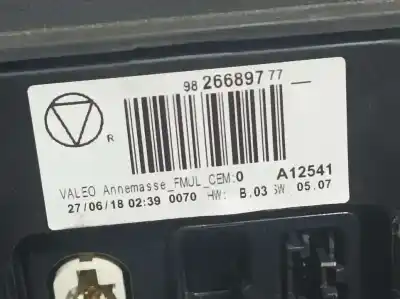 98 266897 77
R
VALEO Annemasse_FMUL_CEM:0 A12541
27/06/18 02:39 0070 HW: B.03 SW: 05.07